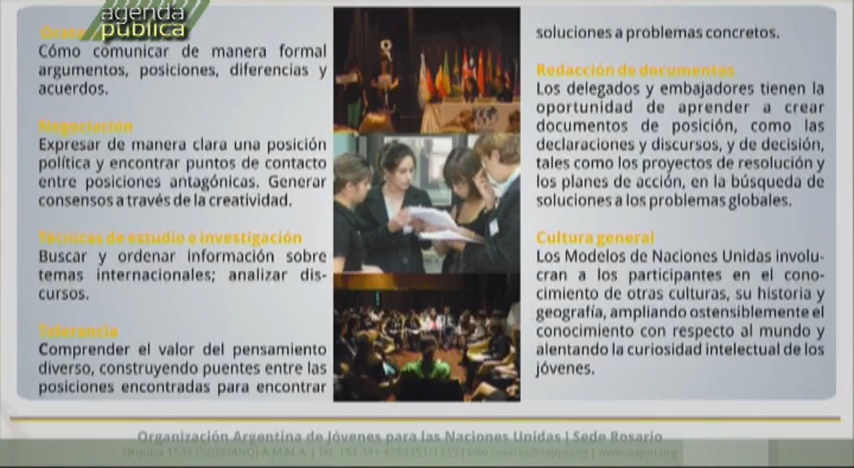 agenda
pública
Cómo comunicar de manera formal
argumentos, posiciones, diferencias y
acuerdos.
Negociación
Expresar de manera clara una posición
política y encontrar puntos de contacto
entre posiciones antagónicas. Generar
consensos a través de la creatividad.
Técnicas de estudio e investigación
Buscar y ordenar información sobre
temas internacionales; analizar dis-
cursos.
Tolerancia
Comprender el valor del pensamiento
diverso, construyendo puentes entre las
posiciones encontradas para encontrar
soluciones a problemas concretos.
Redacción de documentos
Los delegados y embajadores tienen la
oportunidad de aprender a crear
documentos de posición, como las
declaraciones y discursos, y de decisión,
tales como los proyectos de resolución y
los planes de acción, en la búsqueda de
soluciones a los problemas globales.
Cultura general
Los Modelos de Naciones Unidas involu-
cran a los participantes en el cono-
cimiento de otras culturas, su historia y
geografía, ampliando ostensiblemente el
conocimiento con respecto al mundo y
alentando la curiosidad intelectual de los
jóvenes.
Organización Argentina de Jóvenes para las Naciones Unidas | Sede Rosario